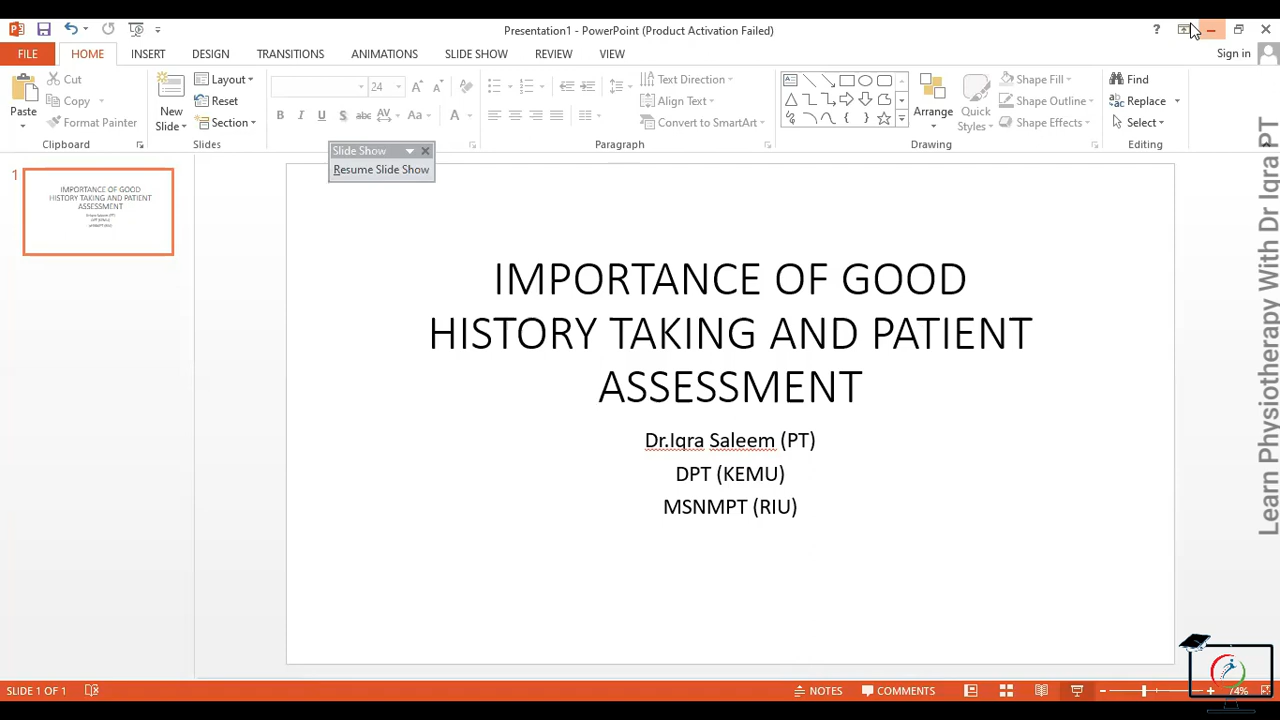 Presentation1 - PowerPoint (Product Activation Failed)
?
Sign in
FILE HOME INSERT DESIGN TRANSITIONS ANIMATIONS SLIDE SHOW REVIEW VIEW
Paste
Cut
Copy
Format Painter
Clipboard
New Slide
Layout
Reset
Section
Slides
24
B I U S abc AV Aa A
Paragraph
Text Direction
Align Text
Convert to SmartArt
Arrange
Quick Styles
Shape Fill
Shape Outline
Shape Effects
Drawing
Find
Replace
Select
Editing
Slide Show
Resume Slide Show
1
IMPORTANCE OF GOOD
HISTORY TAKING AND PATIENT
ASSESSMENT
Dr.Iqra Saleem (PT)
DPT (KEMU)
MSNMPT (RIU)
IMPORTANCE OF GOOD
HISTORY TAKING AND PATIENT
ASSESSMENT
Dr.Iqra Saleem (PT)
DPT (KEMU)
MSNMPT (RIU)
Learn Physiotherapy With Dr Iqra PT
SLIDE 1 OF 1
NOTES
COMMENTS
74%